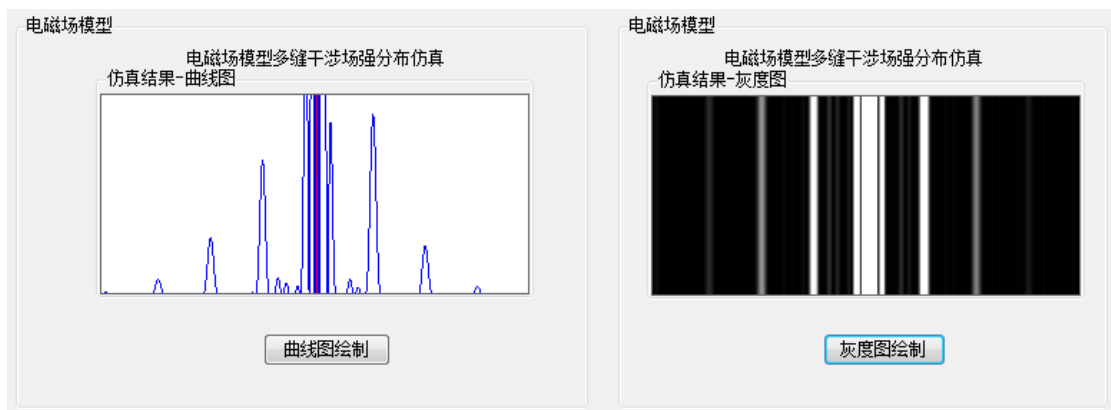 电磁场模型
电磁场模型多缝干涉场强分布仿真
仿真结果-曲线图
曲线图绘制
电磁场模型
电磁场模型多缝干涉场强分布仿真
仿真结果-灰度图
灰度图绘制